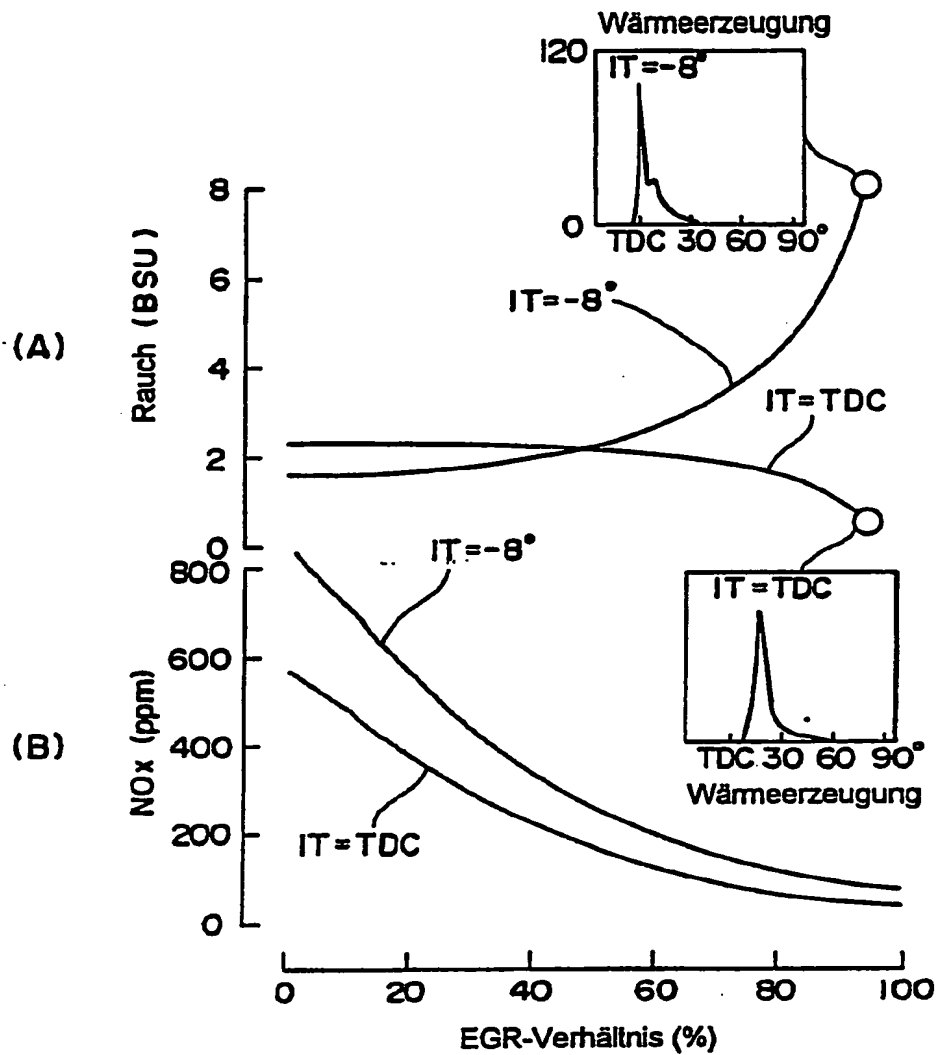 Wärmeerzeugung
120
IT=-8°
0
TDC 30 60 90°
8
6
4
2
0
Rauch (BSU)
(A)
IT=-8°
IT=TDC
IT=-8°
800
600
400
200
0
NOx (ppm)
(B)
IT=TDC
IT=TDC
TDC 30 60 90°
Wärmeerzeugung
0 20 40 60 80 100
EGR-Verhältnis (%)